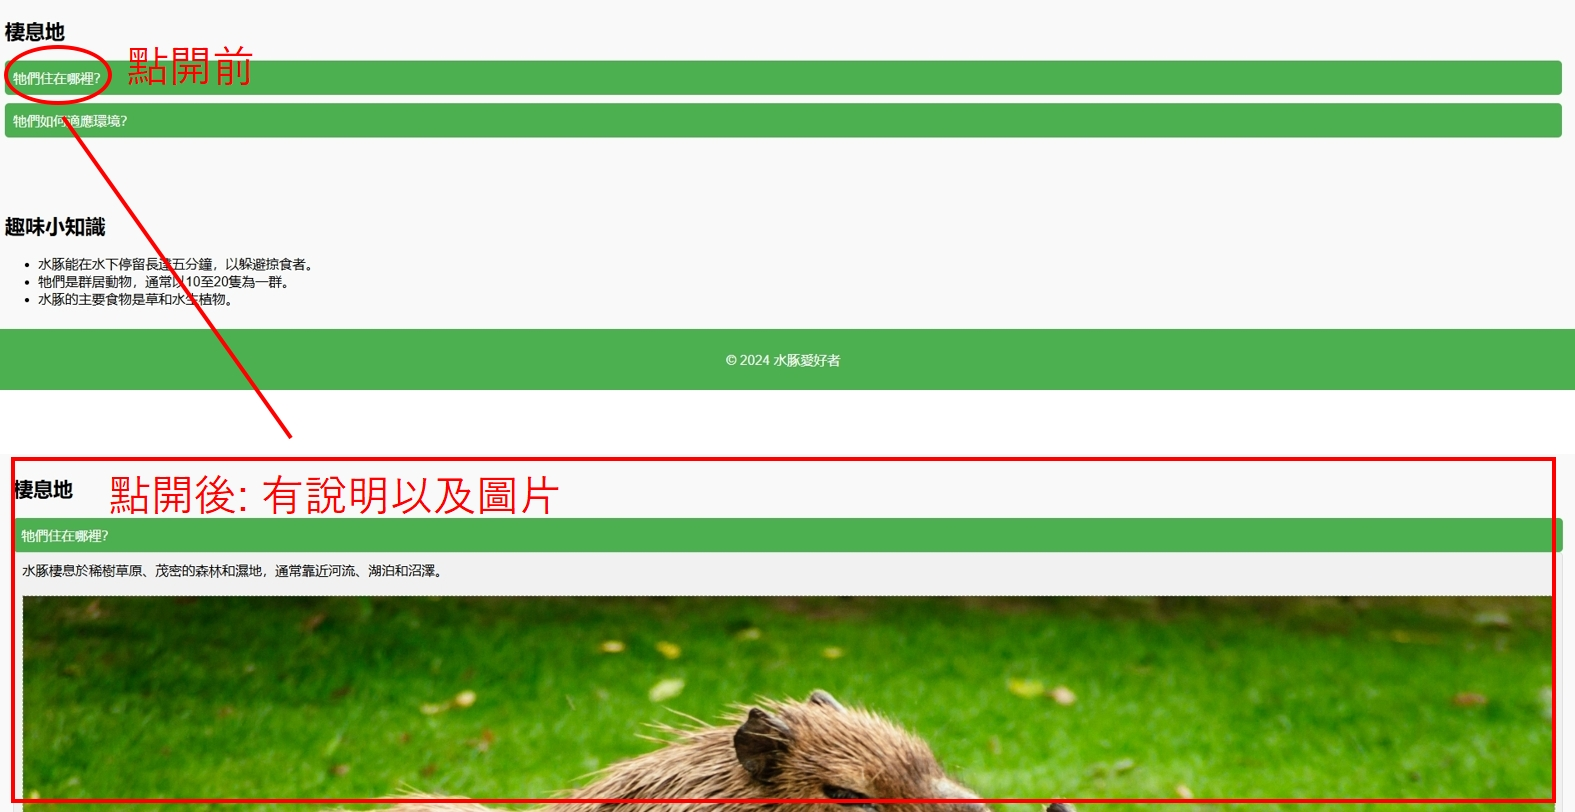 棲息地
牠們住在哪裡?
點開前
牠們如何適應環境?
趣味小知識
水豚能在水下停留長達五分鐘，以躲避掠食者。
牠們是群居動物，通常以10至20隻為一群。
水豚的主要食物是草和水生植物。
© 2024 水豚愛好者
棲息地
點開後: 有說明以及圖片
牠們住在哪裡?
水豚棲息於稀樹草原、茂密的森林和濕地，通常靠近河流、湖泊和沼澤。